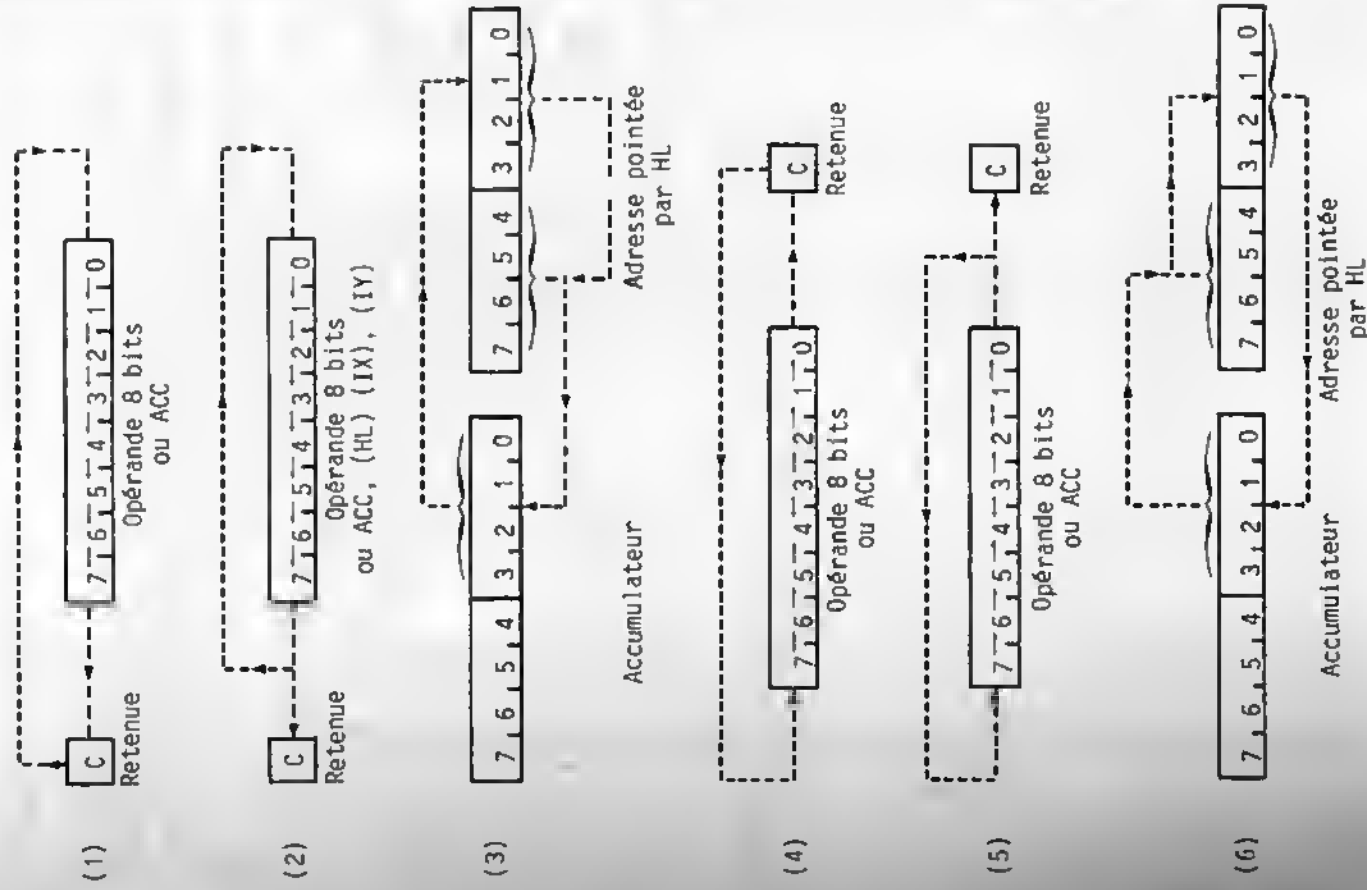 (1)
C
Retenue
7 6 5 4 3 2 1 0
Opérande 8 bits
ou ACC
(2)
C
Retenue
7 6 5 4 3 2 1 0
Opérande 8 bits
ou ACC, (HL) (IX), (IY)
(3)
7 6 5 4 3 2 1 0
Accumulateur
7 6 5 4 3 2 1 0
Adresse pointée
par HL
(4)
7 6 5 4 3 2 1 0
Opérande 8 bits
ou ACC
C
Retenue
(5)
7 6 5 4 3 2 1 0
Opérande 8 bits
ou ACC
C
Retenue
(6)
7 6 5 4 3 2 1 0
Accumulateur
7 6 5 4 3 2 1 0
Adresse pointée
par HL